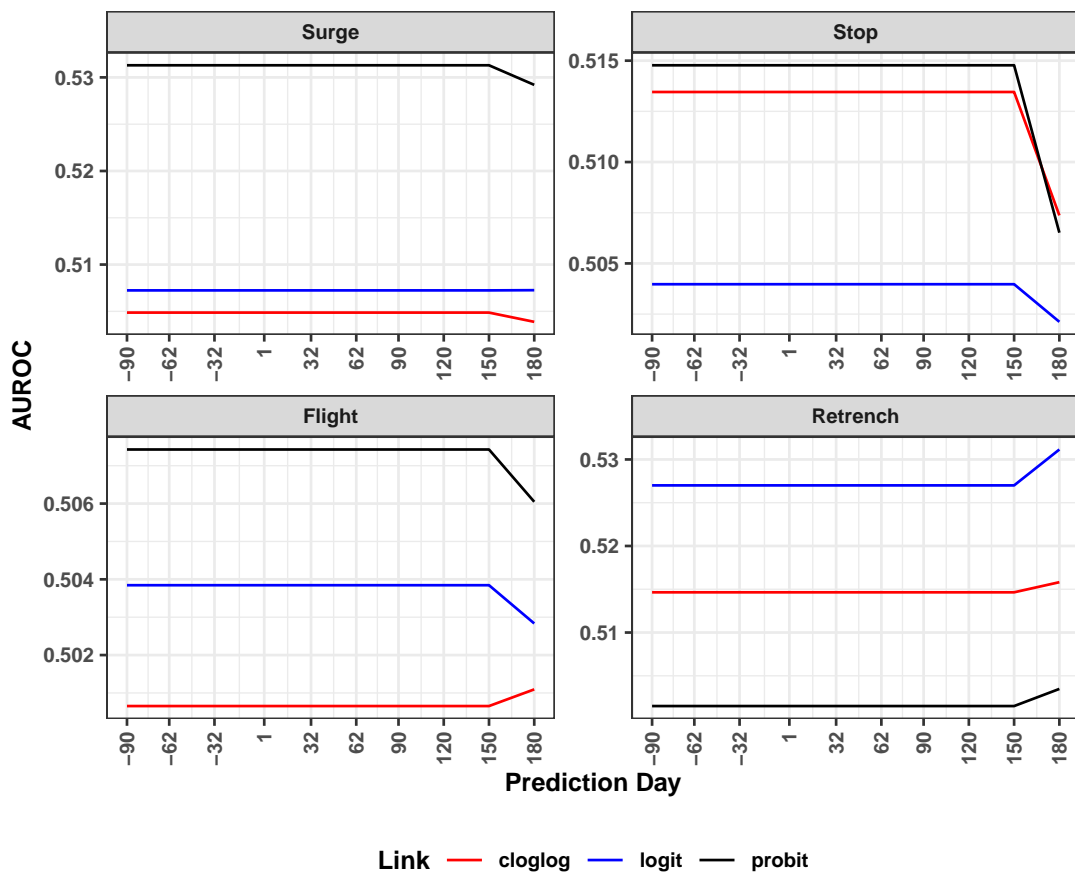 Surge
Stop
0.53
0.52
0.51
0.515
0.510
0.505
−90 −62 −32 1 32 62 90 120 150 180
−90 −62 −32 1 32 62 90 120 150 180
AUROC
Flight
Retrench
0.506
0.504
0.502
0.53
0.52
0.51
−90 −62 −32 1 32 62 90 120 150 180
−90 −62 −32 1 32 62 90 120 150 180
Prediction Day
Link cloglog logit probit